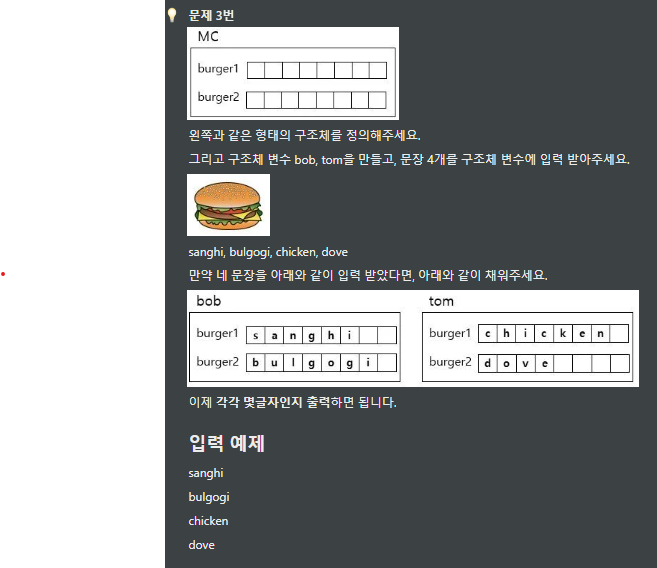 문제 3번
MC
burger1
burger2
왼쪽과 같은 형태의 구조체를 정의해주세요.
그리고 구조체 변수 bob, tom을 만들고, 문장 4개를 구조체 변수에 입력 받아주세요.
sanghi, bulgogi, chicken, dove
만약 네 문장을 아래와 같이 입력 받았다면, 아래와 같이 채워주세요.
bob
burger1 s a n g h i
burger2 b u l g o g i
tom
burger1 c h i c k e n
burger2 d o v e
이제 각각 몇글자인지 출력하면 됩니다.
입력 예제
sanghi
bulgogi
chicken
dove